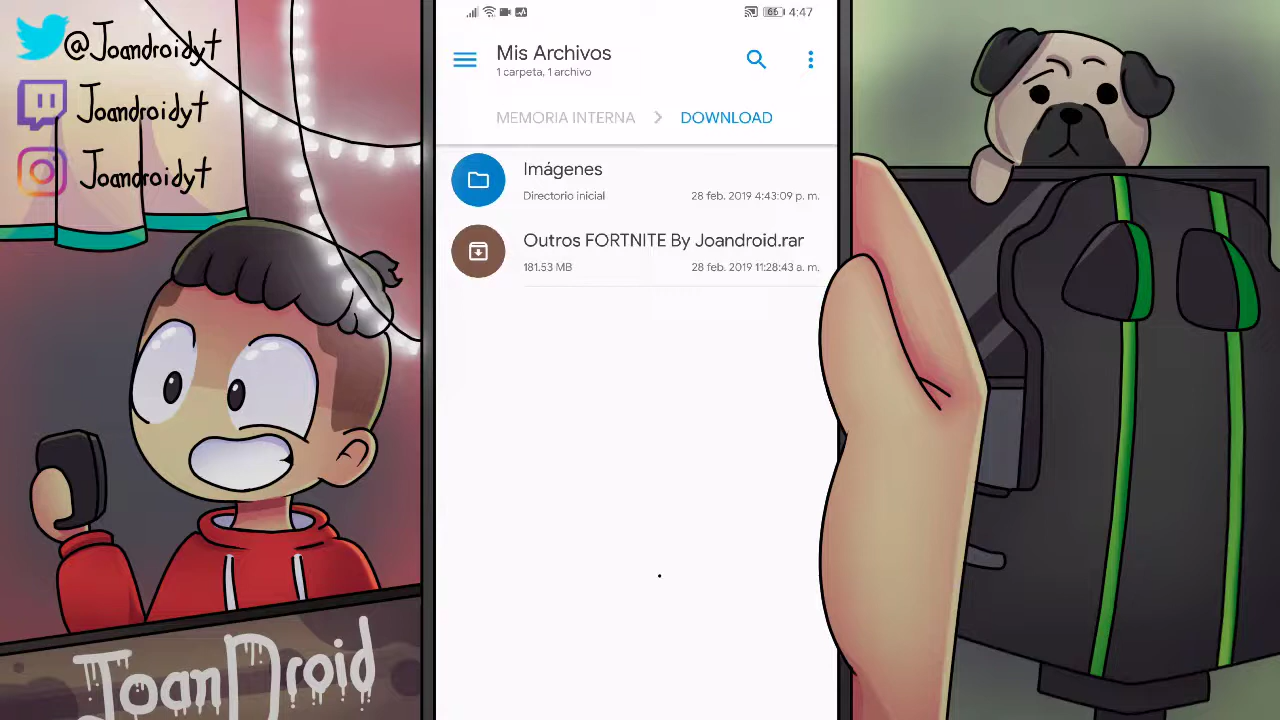 @Joandroidyt
Joandroidyt
Joandroidyt
66 4:47
Mis Archivos
1 carpeta, 1 archivo
MEMORIA INTERNA > DOWNLOAD
Imágenes
Directorio inicial 28 feb. 2019 4:43:09 p. m.
Outros FORTNITE By Joandroid.rar
181.53 MB 28 feb. 2019 11:28:43 a. m.
JoanDroid